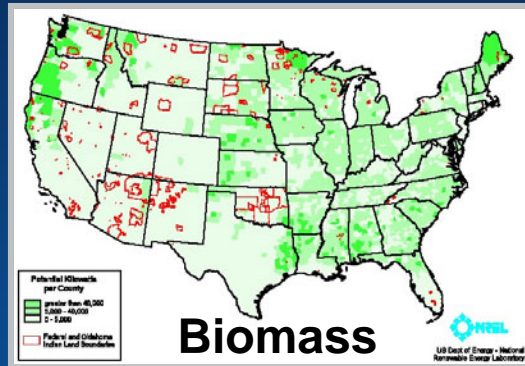 Potential Kilowatts
per County
greater than 40,000
5,000 - 40,000
0 - 5,000
Federal and Oklahoma
Indian Land Boundaries
Biomass
NREL
US Dept of Energy - National
Renewable Energy Laboratory